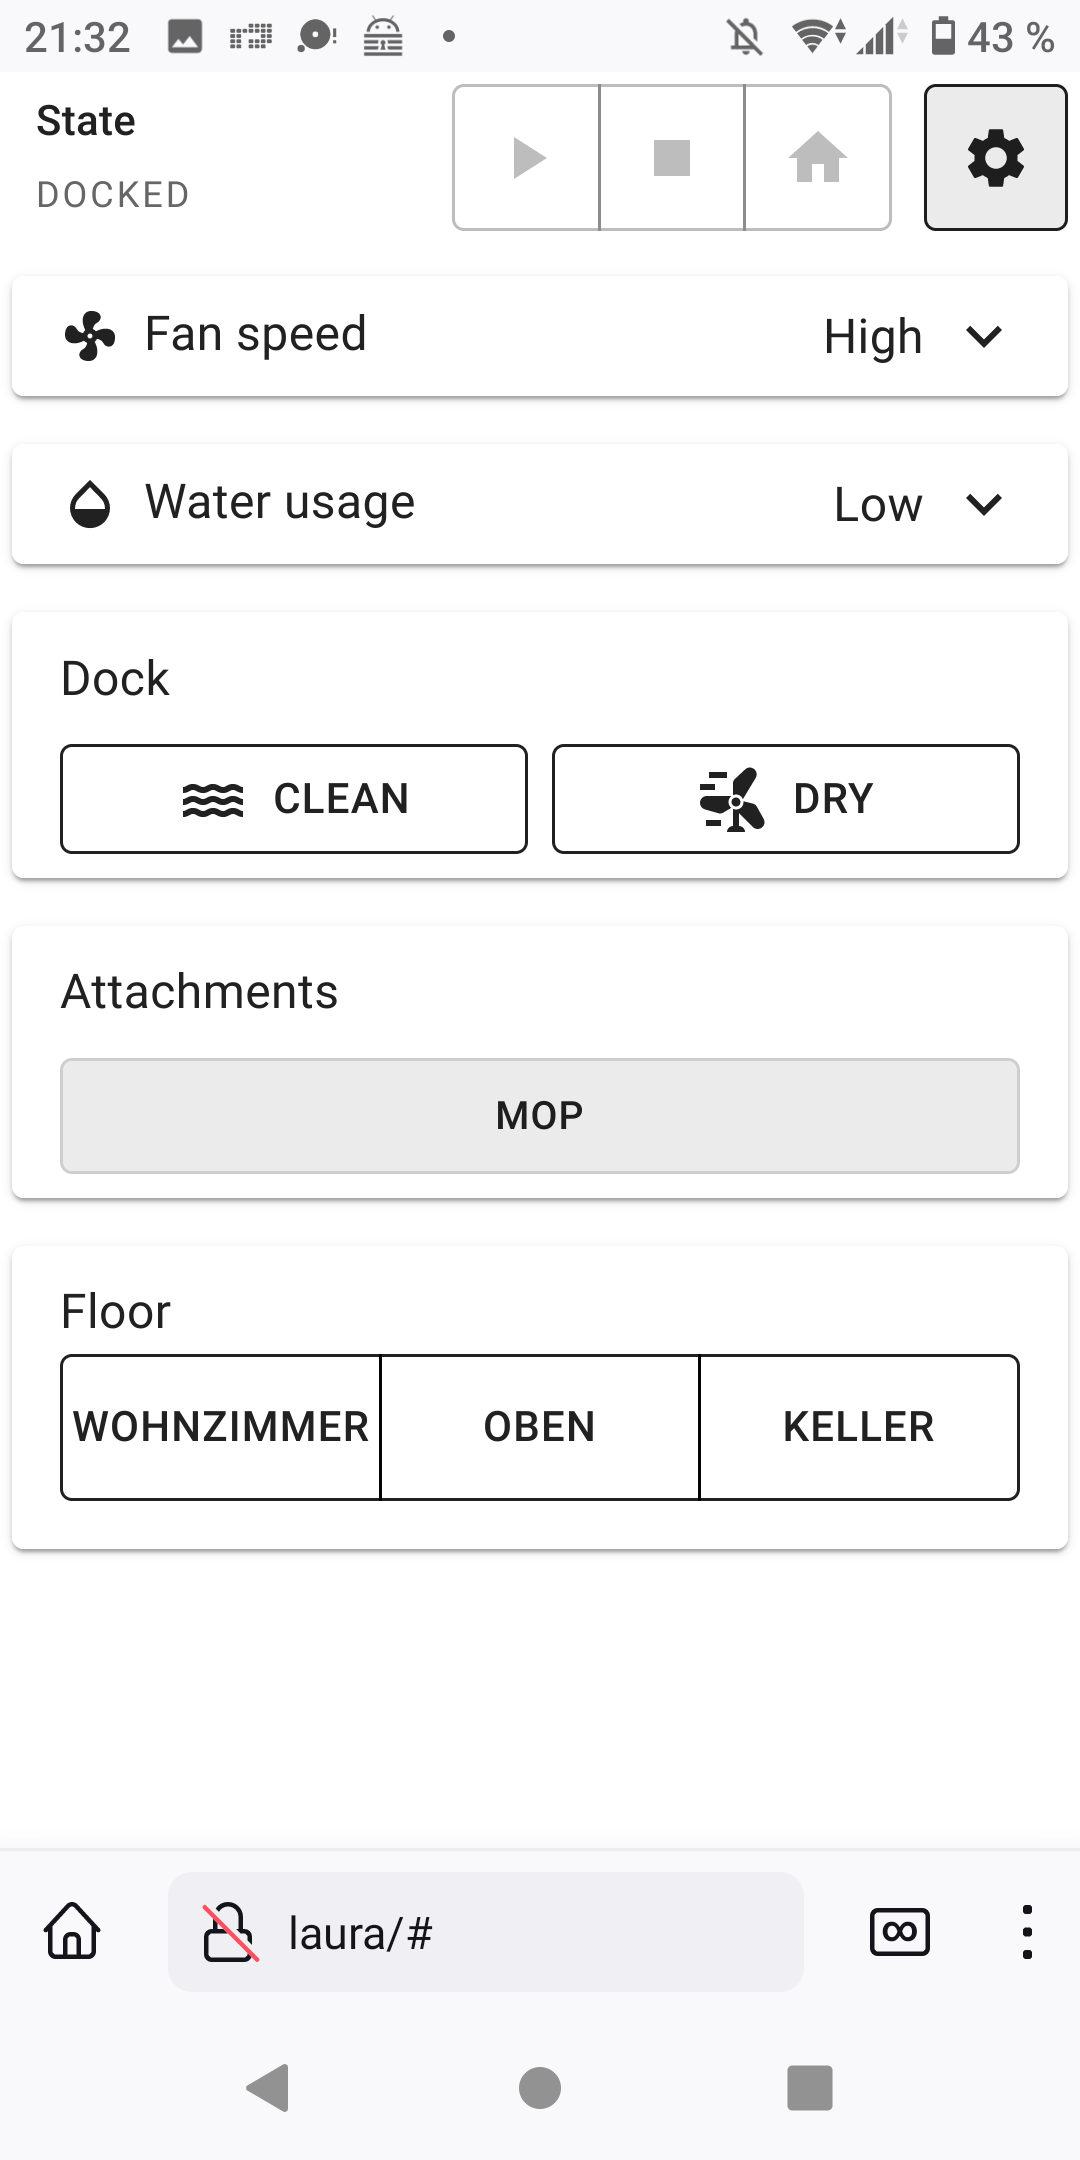 21:32
43 %
State
DOCKED
Fan speed
High
Water usage
Low
Dock
CLEAN
DRY
Attachments
MOP
Floor
WOHNZIMMER
OBEN
KELLER
laura/#